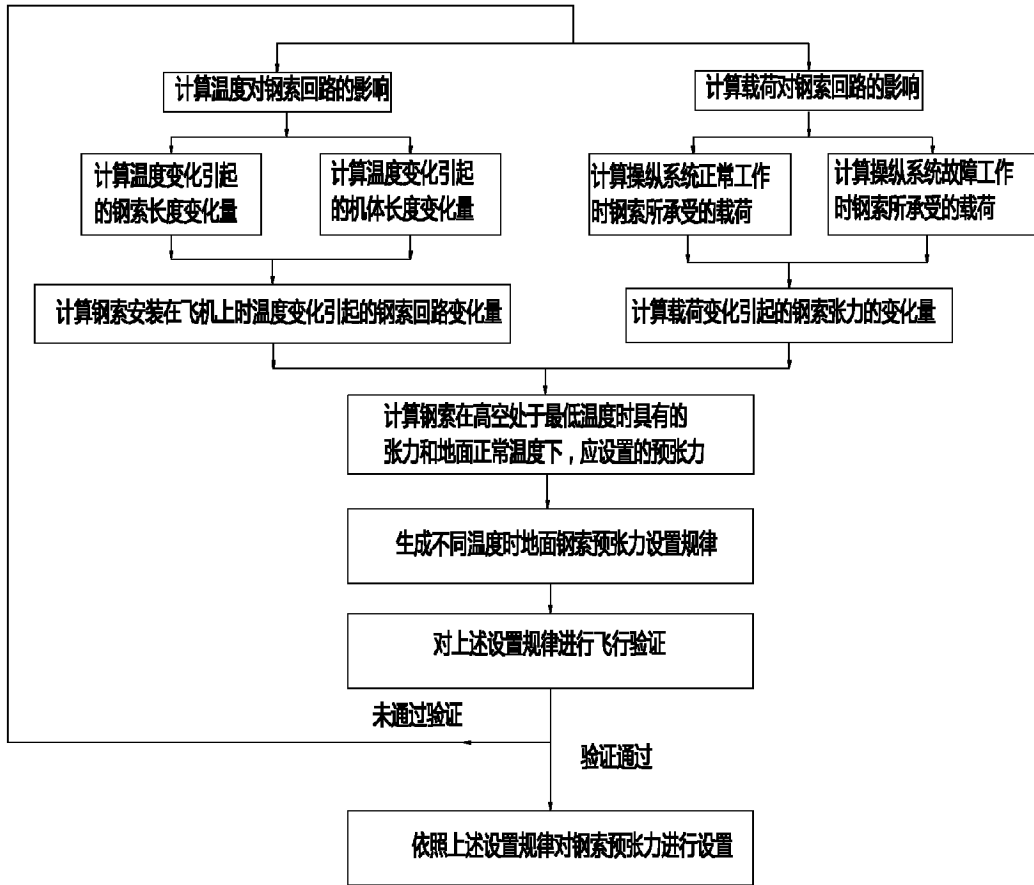 计算温度对钢索回路的影响
计算载荷对钢索回路的影响
计算温度变化引起
的钢索长度变化量
计算温度变化引起
的机体长度变化量
计算操纵系统正常工作
时钢索所承受的载荷
计算操纵系统故障工作
时钢索所承受的载荷
计算钢索安装在飞机上时温度变化引起的钢索回路变化量
计算载荷变化引起的钢索张力的变化量
计算钢索在高空处于最低温度时具有的
张力和地面正常温度下，应设置的预张力
生成不同温度时地面钢索预张力设置规律
对上述设置规律进行飞行验证
未通过验证
验证通过
依照上述设置规律对钢索预张力进行设置